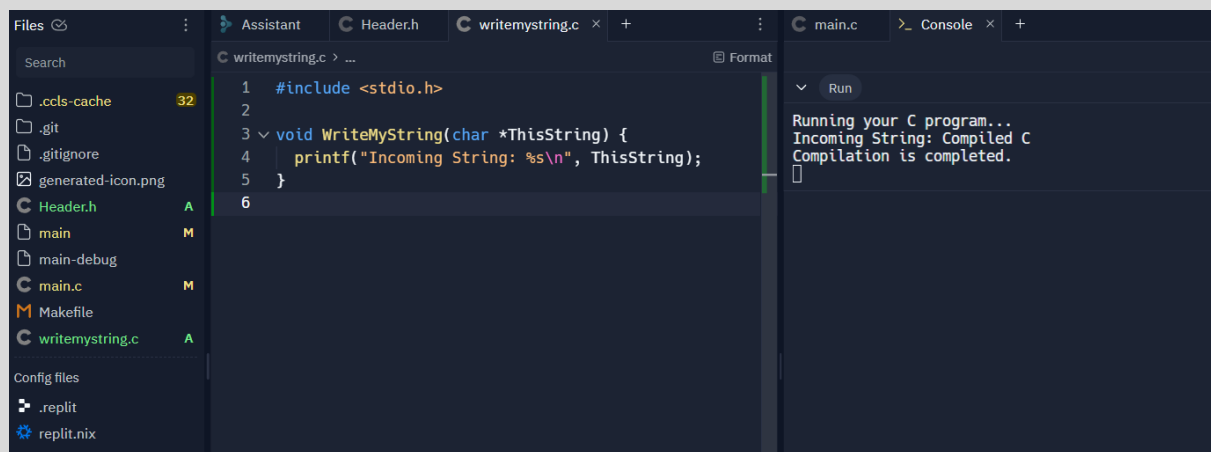 Files
Search
.ccls-cache 32
.git
.gitignore
generated-icon.png
Header.h A
main M
main-debug
main.c M
Makefile
writemystring.c A
Config files
.replit
replit.nix
Assistant Header.h writemystring.c × +
writemystring.c > ... Format
1 #include <stdio.h>
2
3 void WriteMyString(char *ThisString) {
4 printf("Incoming String: %s\n", ThisString);
5 }
6
main.c >_ Console × +
Run
Running your C program...
Incoming String: Compiled C
Compilation is completed.